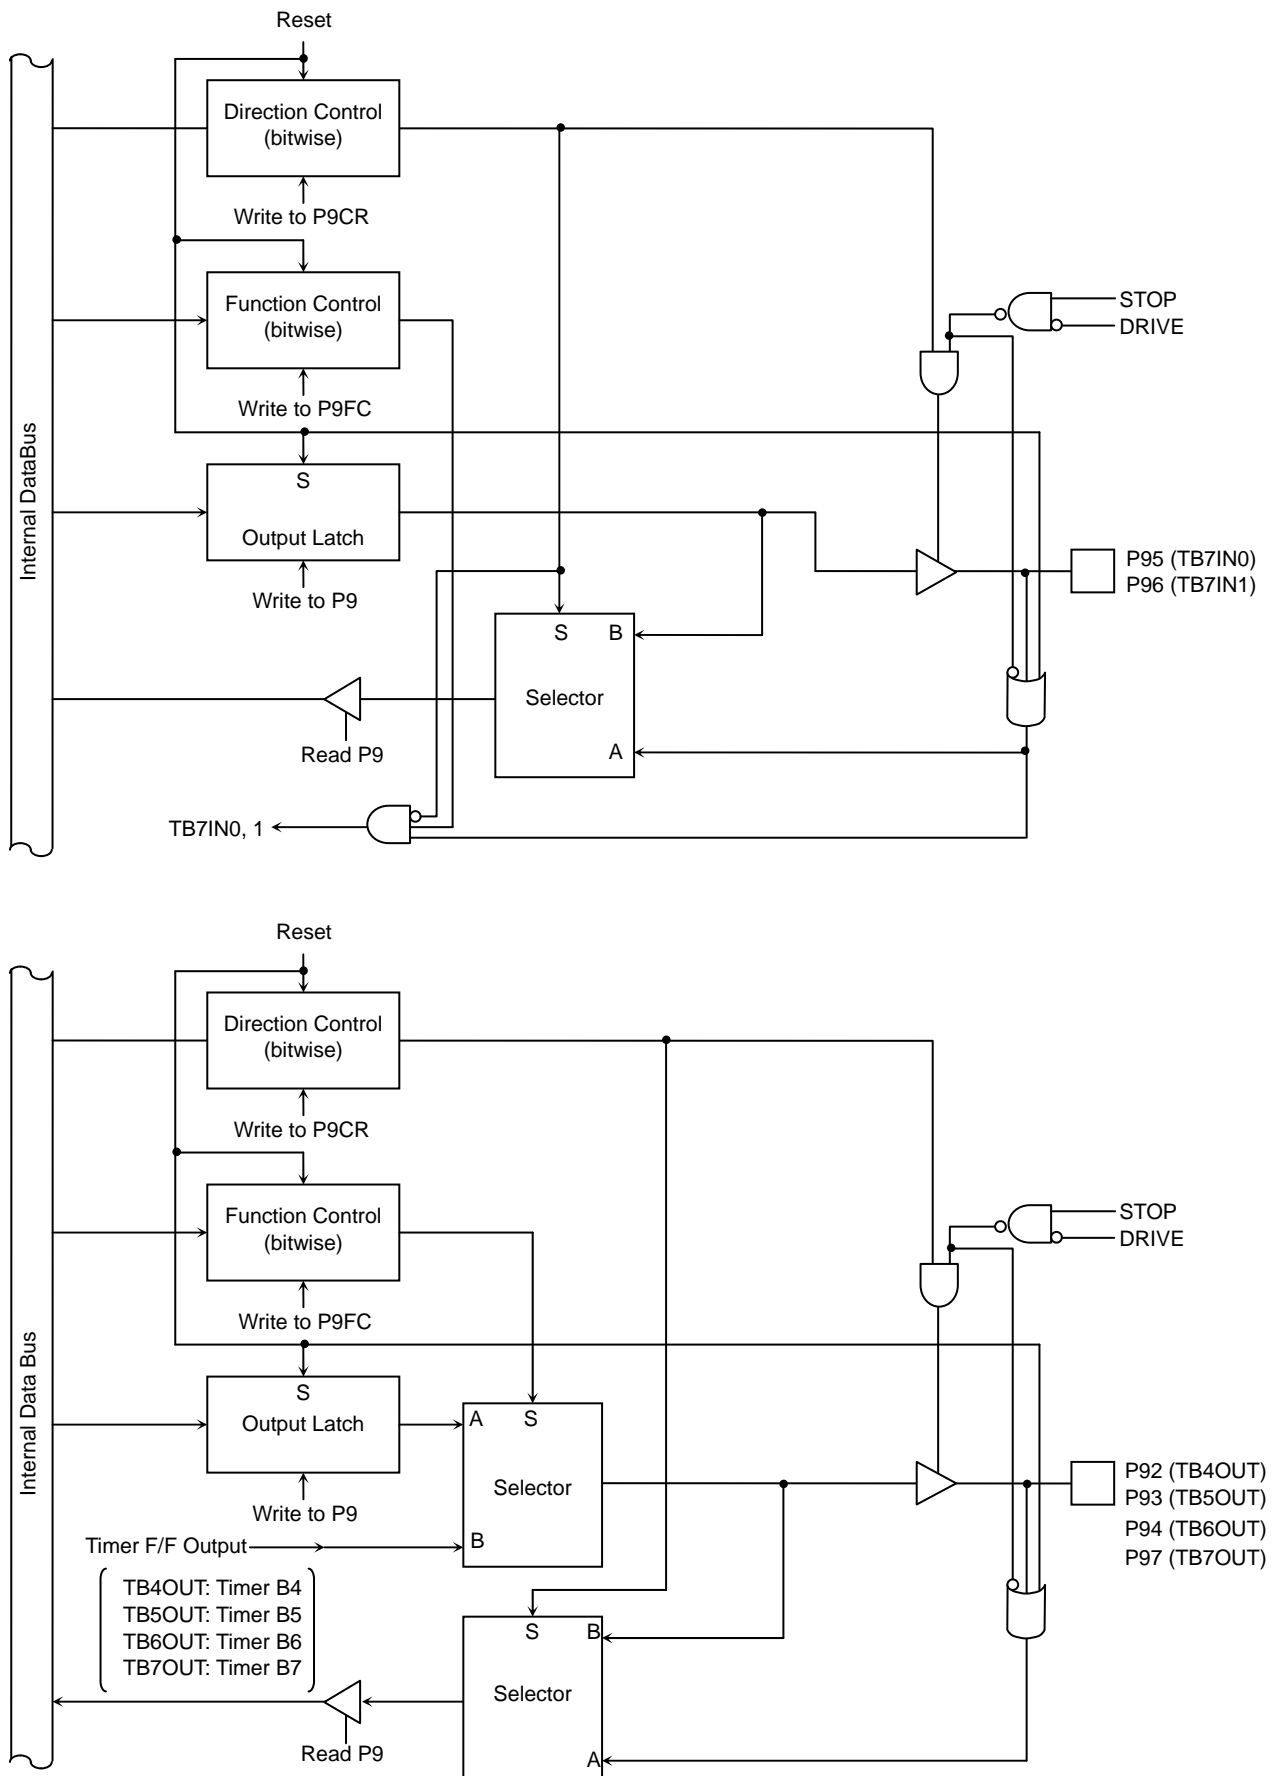 Reset
Direction Control
(bitwise)
Write to P9CR
Function Control
(bitwise)
STOP
DRIVE
Write to P9FC
S
Output Latch
Internal DataBus
P95 (TB7IN0)
P96 (TB7IN1)
Write to P9
S
B
Selector
Read P9
A
TB7IN0, 1
Reset
Direction Control
(bitwise)
Write to P9CR
Function Control
(bitwise)
STOP
DRIVE
Write to P9FC
S
Output Latch
Internal Data Bus
A
S
Selector
P92 (TB4OUT)
P93 (TB5OUT)
P94 (TB6OUT)
P97 (TB7OUT)
Write to P9
Timer F/F Output
B
TB4OUT: Timer B4
TB5OUT: Timer B5
TB6OUT: Timer B6
TB7OUT: Timer B7
S
B
Selector
Read P9
A